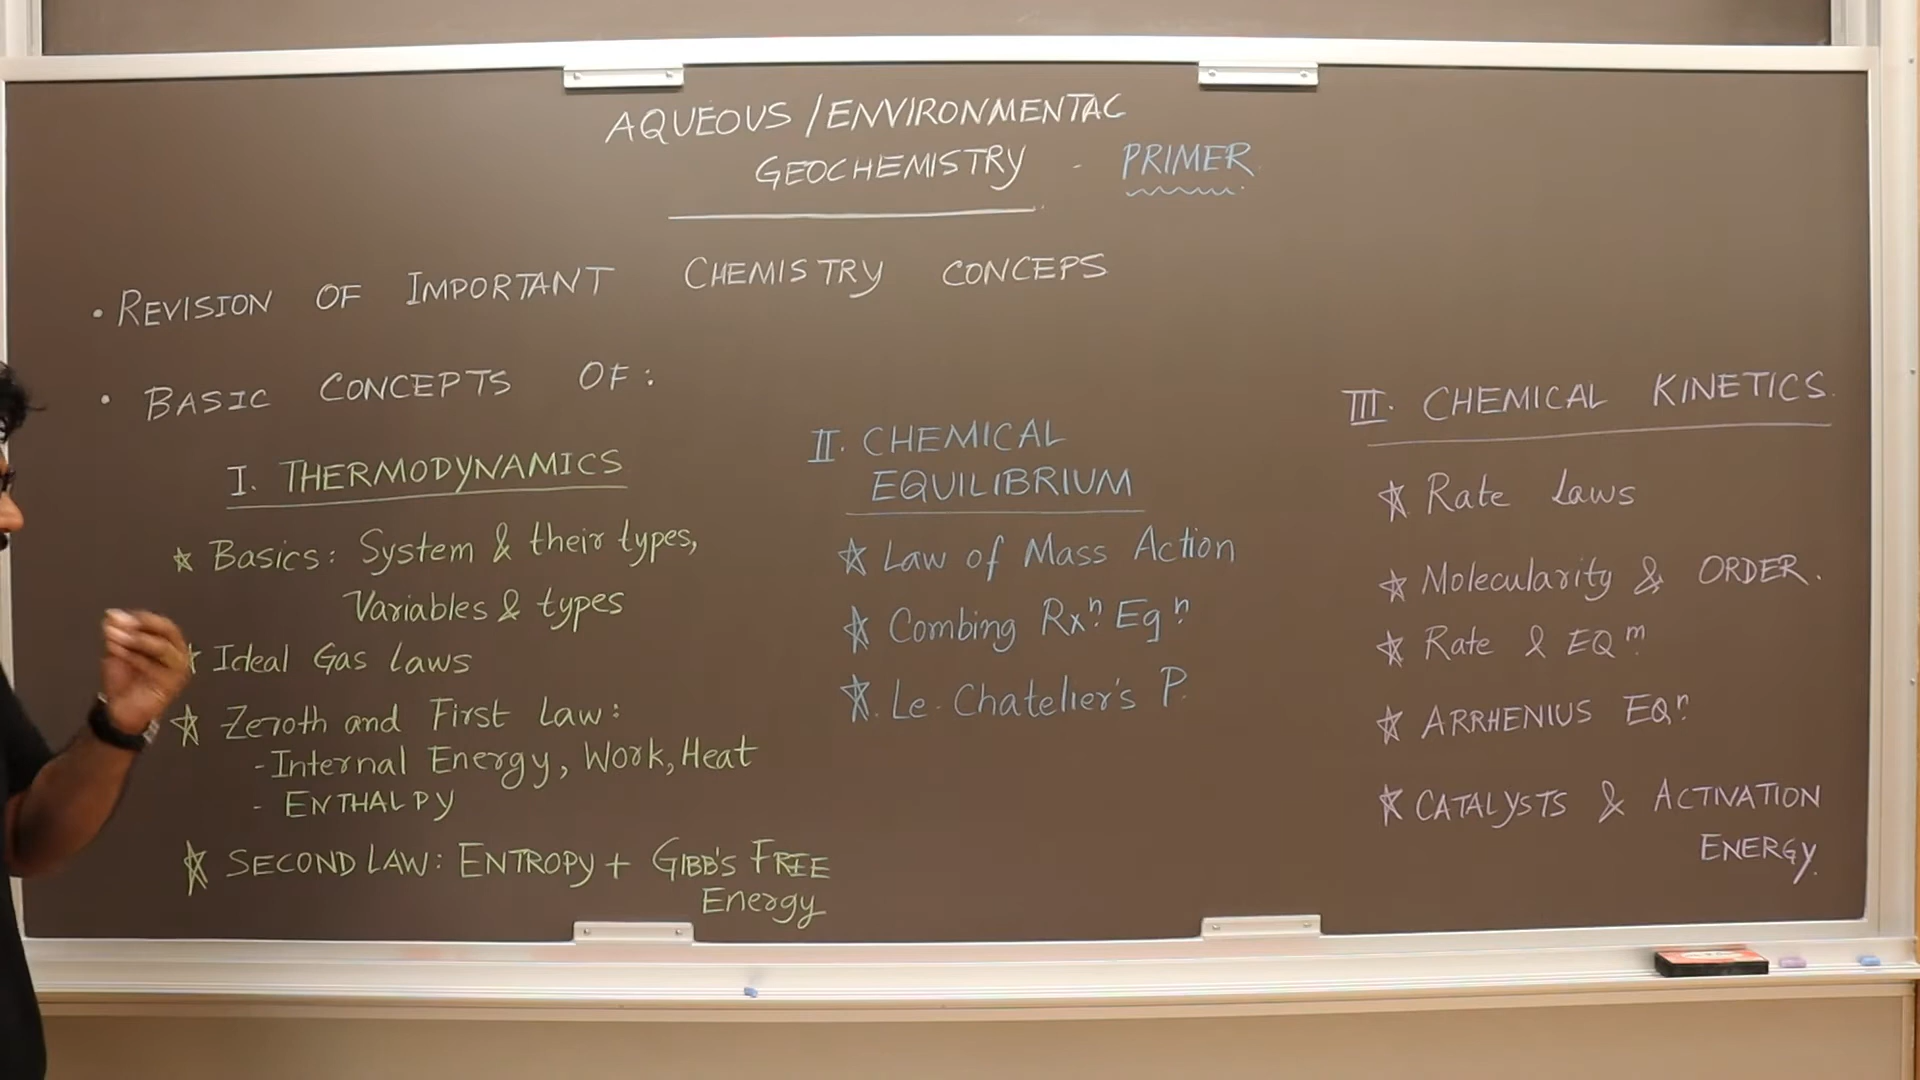 AQUEOUS /ENVIRONMENTAL
GEOCHEMISTRY - PRIMER
• REVISION OF IMPORTANT CHEMISTRY CONCEPS
• BASIC CONCEPTS OF:
I. THERMODYNAMICS
★ Basics: System & their types,
Variables & types
★ Ideal Gas Laws
★ Zeroth and First Law:
- Internal Energy, Work, Heat
- ENTHALPY
★ SECOND LAW: ENTROPY + GIBB'S FREE
Energy
II. CHEMICAL
EQUILIBRIUM
★ Law of Mass Action
★ Combing Rxⁿ Eqⁿ
★ Le. Chatelier's P.
III. CHEMICAL KINETICS.
★ Rate Laws
★ Molecularity & ORDER.
★ Rate & EQᵐ
★ ARRHENIUS EQⁿ
★ CATALYSTS & ACTIVATION
ENERGY.